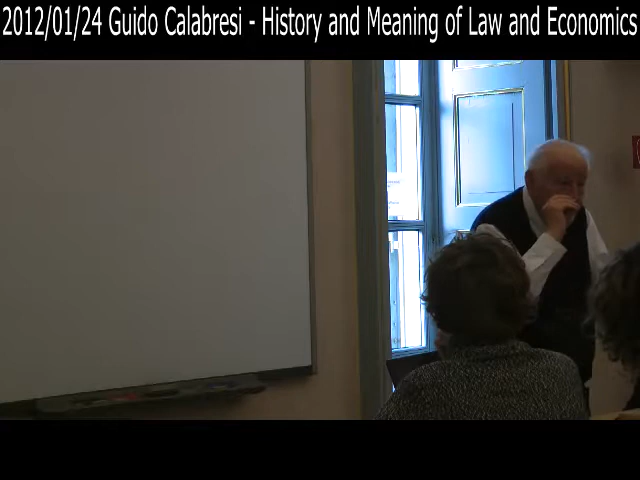 2012/01/24 Guido Calabresi - History and Meaning of Law and Economics